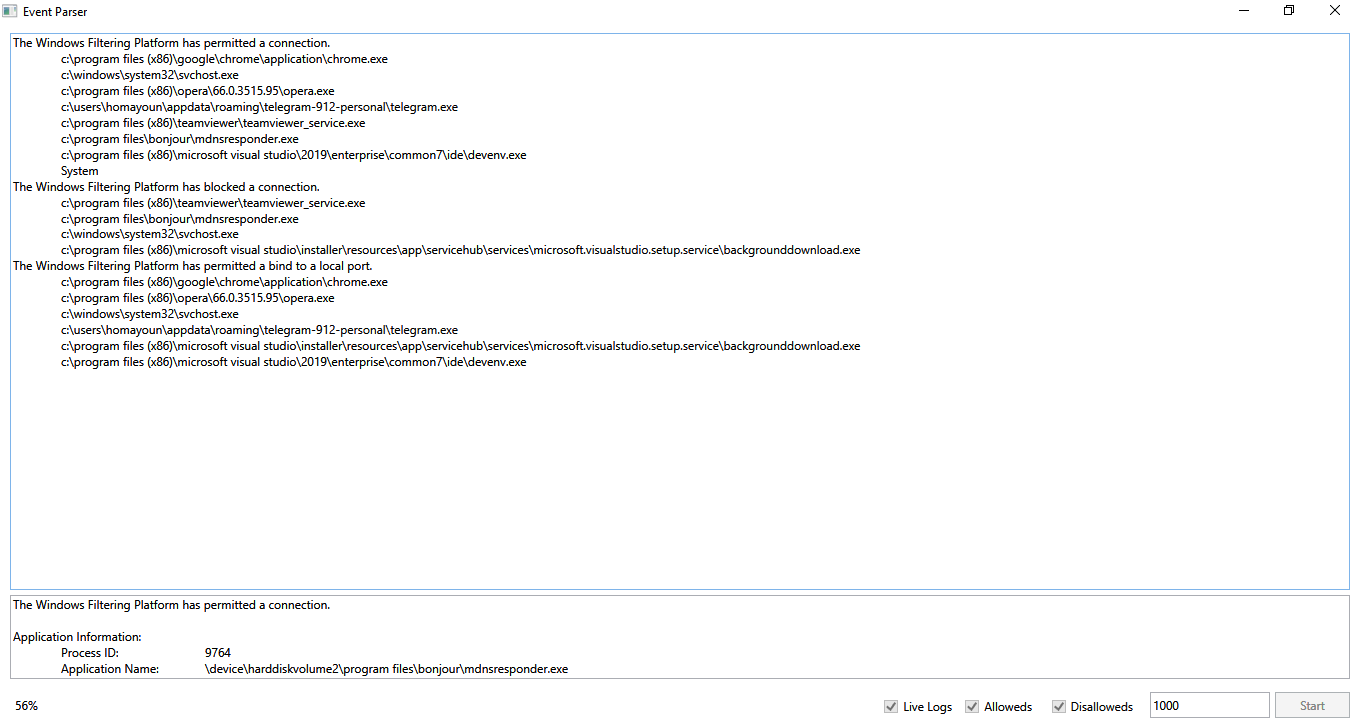 Event Parser
The Windows Filtering Platform has permitted a connection.
c:\program files (x86)\google\chrome\application\chrome.exe
c:\windows\system32\svchost.exe
c:\program files (x86)\opera\66.0.3515.95\opera.exe
c:\users\homayoun\appdata\roaming\telegram-912-personal\telegram.exe
c:\program files (x86)\teamviewer\teamviewer_service.exe
c:\program files\bonjour\mdnsresponder.exe
c:\program files (x86)\microsoft visual studio\2019\enterprise\common7\ide\devenv.exe
System
The Windows Filtering Platform has blocked a connection.
c:\program files (x86)\teamviewer\teamviewer_service.exe
c:\program files\bonjour\mdnsresponder.exe
c:\windows\system32\svchost.exe
c:\program files (x86)\microsoft visual studio\installer\resources\app\servicehub\services\microsoft.visualstudio.setup.service\backgrounddownload.exe
The Windows Filtering Platform has permitted a bind to a local port.
c:\program files (x86)\google\chrome\application\chrome.exe
c:\program files (x86)\opera\66.0.3515.95\opera.exe
c:\windows\system32\svchost.exe
c:\users\homayoun\appdata\roaming\telegram-912-personal\telegram.exe
c:\program files (x86)\microsoft visual studio\installer\resources\app\servicehub\services\microsoft.visualstudio.setup.service\backgrounddownload.exe
c:\program files (x86)\microsoft visual studio\2019\enterprise\common7\ide\devenv.exe
The Windows Filtering Platform has permitted a connection.
Application Information:
Process ID: 9764
Application Name: \device\harddiskvolume2\program files\bonjour\mdnsresponder.exe
56% Live Logs Alloweds Disalloweds 1000 Start